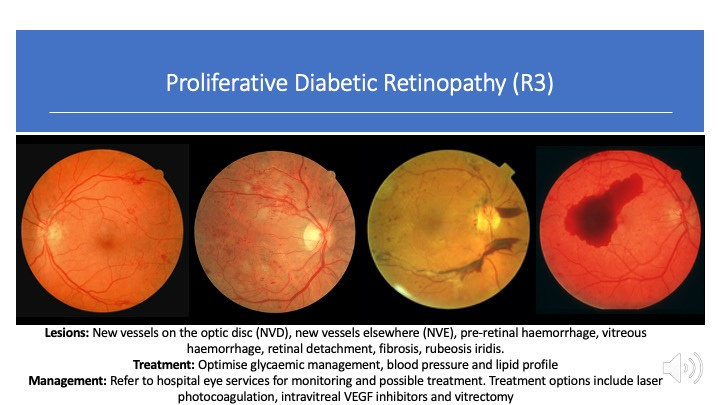 Proliferative Diabetic Retinopathy (R3)
Lesions: New vessels on the optic disc (NVD), new vessels elsewhere (NVE), pre-retinal haemorrhage, vitreous
haemorrhage, retinal detachment, fibrosis, rubeosis iridis.
Treatment: Optimise glycaemic management, blood pressure and lipid profile
Management: Refer to hospital eye services for monitoring and possible treatment. Treatment options include laser
photocoagulation, intravitreal VEGF inhibitors and vitrectomy